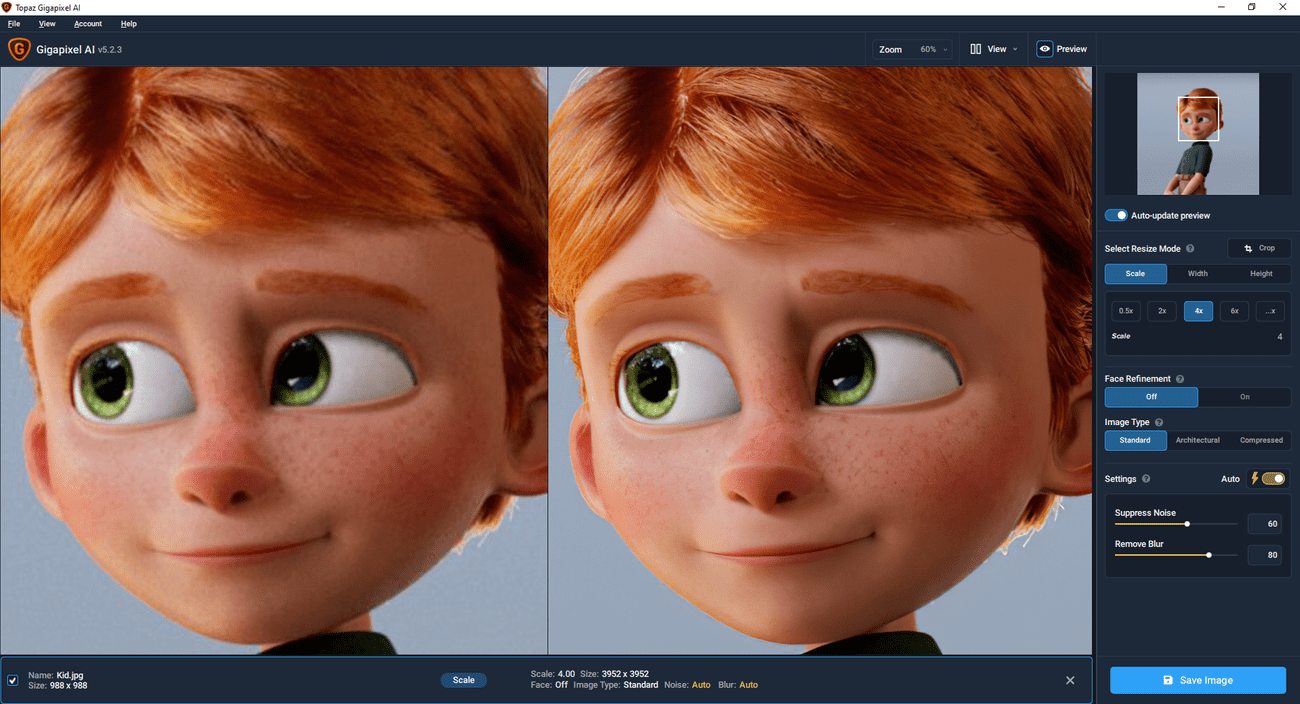 Topaz Gigapixel AI
File View Account Help
G Gigapixel AI v5.2.3
Zoom 60%
View
Preview
Auto-update preview
Select Resize Mode ?
Crop
Scale Width Height
0.5x 2x 4x 6x ...x
Scale 4
Face Refinement ?
Off On
Image Type ?
Standard Architectural Compressed
Settings ? Auto
Suppress Noise
60
Remove Blur
80
Name: Kid.jpg
Size: 988 x 988
Scale
Scale: 4.00 Size: 3952 x 3952
Face: Off Image Type: Standard Noise: Auto Blur: Auto
Save Image